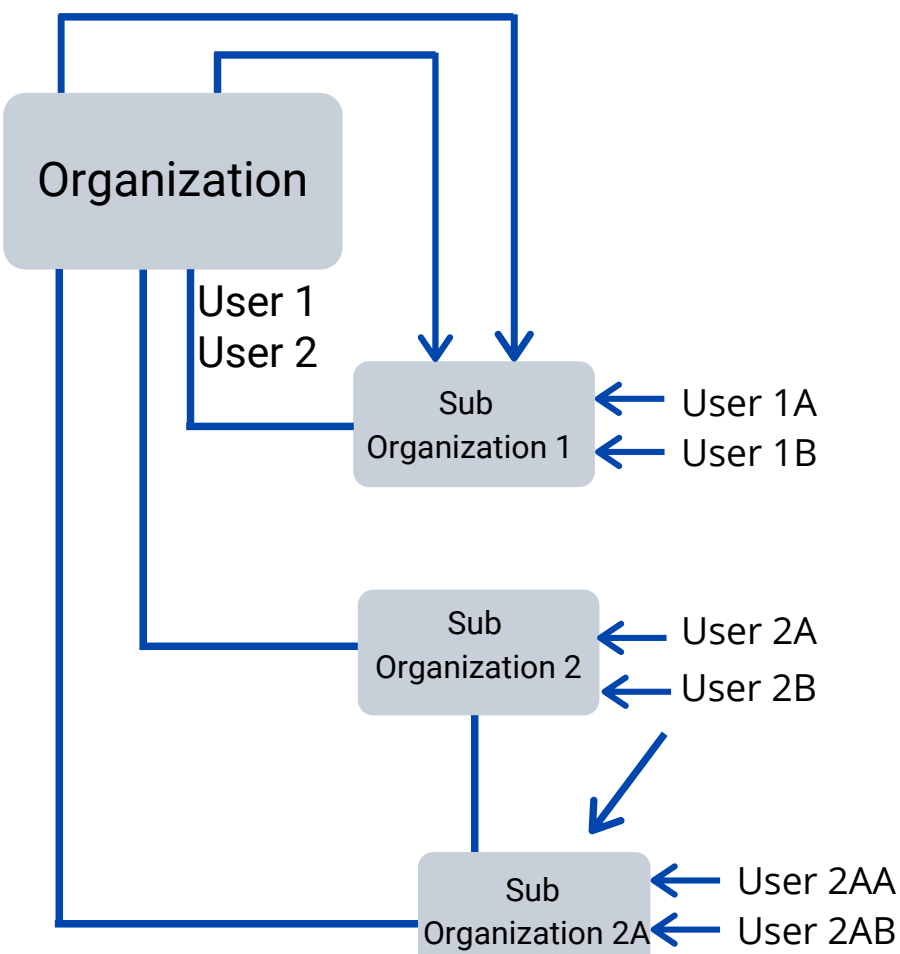 Organization
User 1
User 2
Sub
Organization 1
User 1A
User 1B
Sub
Organization 2
User 2A
User 2B
Sub
Organization 2A
User 2AA
User 2AB